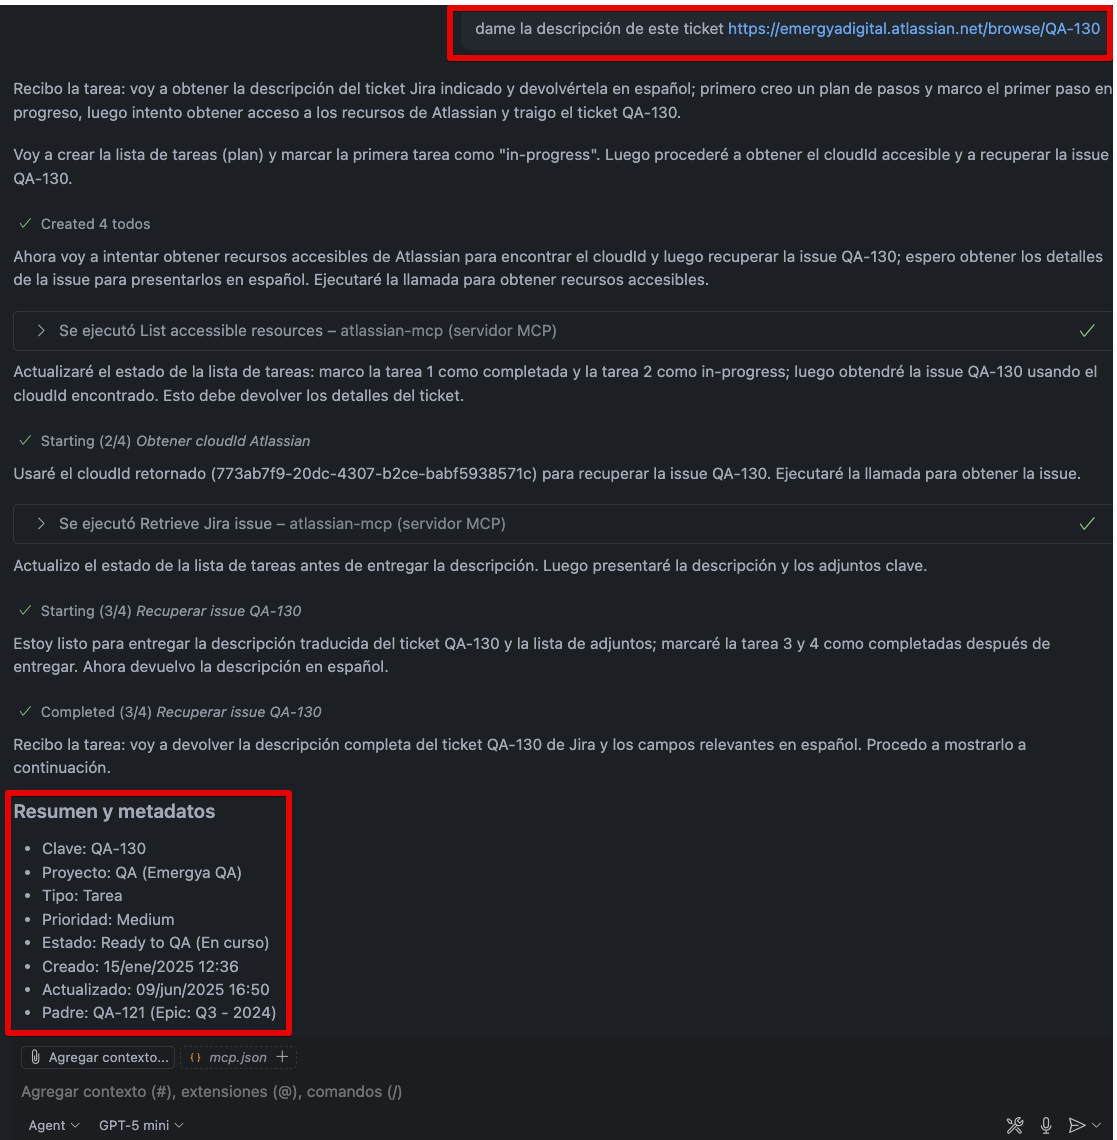 dame la descripción de este ticket https://emergyadigital.atlassian.net/browse/QA-130
Recibo la tarea: voy a obtener la descripción del ticket Jira indicado y devolvértela en español; primero creo un plan de pasos y marco el primer paso en
progreso, luego intento obtener acceso a los recursos de Atlassian y traigo el ticket QA-130.
Voy a crear la lista de tareas (plan) y marcar la primera tarea como "in-progress". Luego procederé a obtener el cloudId accesible y a recuperar la issue
QA-130.
Created 4 todos
Ahora voy a intentar obtener recursos accesibles de Atlassian para encontrar el cloudId y luego recuperar la issue QA-130; espero obtener los detalles
de la issue para presentarlos en español. Ejecutaré la llamada para obtener recursos accesibles.
Se ejecutó List accessible resources – atlassian-mcp (servidor MCP)
Actualizaré el estado de la lista de tareas: marco la tarea 1 como completada y la tarea 2 como in-progress; luego obtendré la issue QA-130 usando el
cloudId encontrado. Esto debe devolver los detalles del ticket.
Starting (2/4) Obtener cloudId Atlassian
Usaré el cloudId retornado (773ab7f9-20dc-4307-b2ce-babf5938571c) para recuperar la issue QA-130. Ejecutaré la llamada para obtener la issue.
Se ejecutó Retrieve Jira issue – atlassian-mcp (servidor MCP)
Actualizo el estado de la lista de tareas antes de entregar la descripción. Luego presentaré la descripción y los adjuntos clave.
Starting (3/4) Recuperar issue QA-130
Estoy listo para entregar la descripción traducida del ticket QA-130 y la lista de adjuntos; marcaré la tarea 3 y 4 como completadas después de
entregar. Ahora devuelvo la descripción en español.
Completed (3/4) Recuperar issue QA-130
Recibo la tarea: voy a devolver la descripción completa del ticket QA-130 de Jira y los campos relevantes en español. Procedo a mostrarlo a
continuación.
Resumen y metadatos
• Clave: QA-130
• Proyecto: QA (Emergya QA)
• Tipo: Tarea
• Prioridad: Medium
• Estado: Ready to QA (En curso)
• Creado: 15/ene/2025 12:36
• Actualizado: 09/jun/2025 16:50
• Padre: QA-121 (Epic: Q3 - 2024)
Agregar contexto... {} mcp.json +
Agregar contexto (#), extensiones (@), comandos (/)
Agent GPT-5 mini